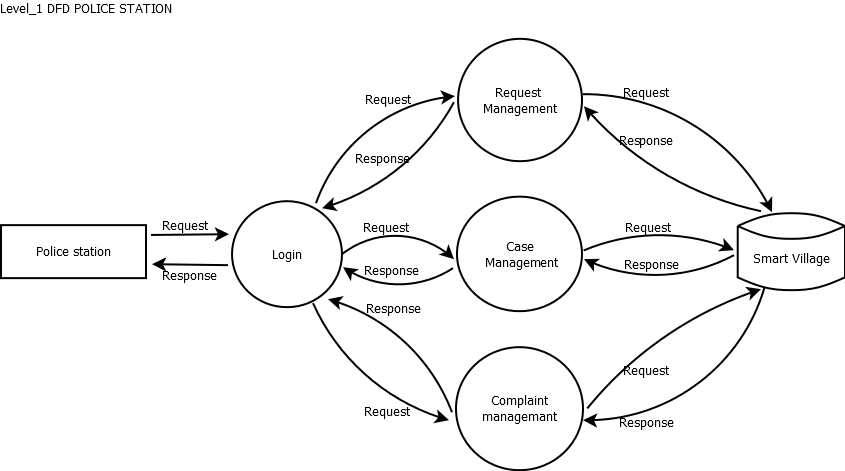 Level_1 DFD POLICE STATION
Request
Management
Request
Request
Response
Response
Request
Response
Police station
Login
Request
Response
Case
Management
Request
Response
Smart Village
Response
Request
Complaint
managemant
Request
Response